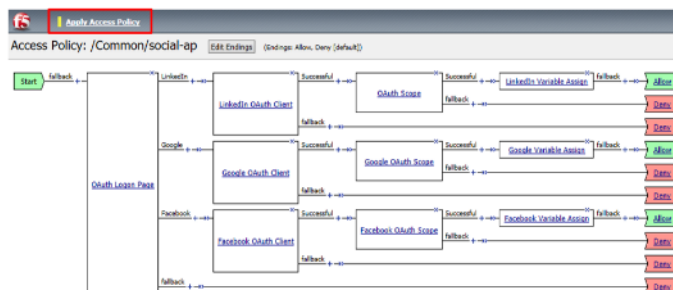 f5 Apply Access Policy
Access Policy: /Common/social-ap Edit Endings (Endings: Allow, Deny [default])
Start fallback + OAuth Logon Page LinkedIn + LinkedIn OAuth Client Successful + OAuth Scope Successful + LinkedIn Variable Assign fallback + Allow
fallback + Deny
fallback + Deny
Google + Google OAuth Client Successful + Google OAuth Scope Successful + Google Variable Assign fallback + Allow
fallback + Deny
fallback + Deny
Facebook + Facebook OAuth Client Successful + Facebook OAuth Scope Successful + Facebook Variable Assign fallback + Allow
fallback + Deny
fallback + Deny
fallback + Deny